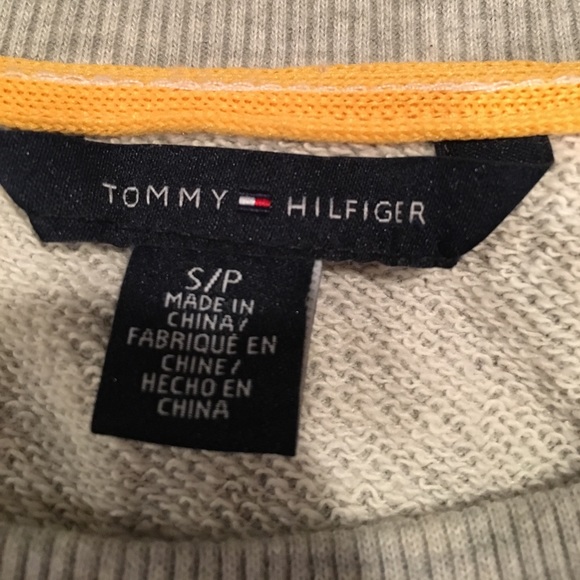 TOMMY HILFIGER
S/P
MADE IN
CHINA/
FABRIQUÉ EN
CHINE/
HECHO EN
CHINA